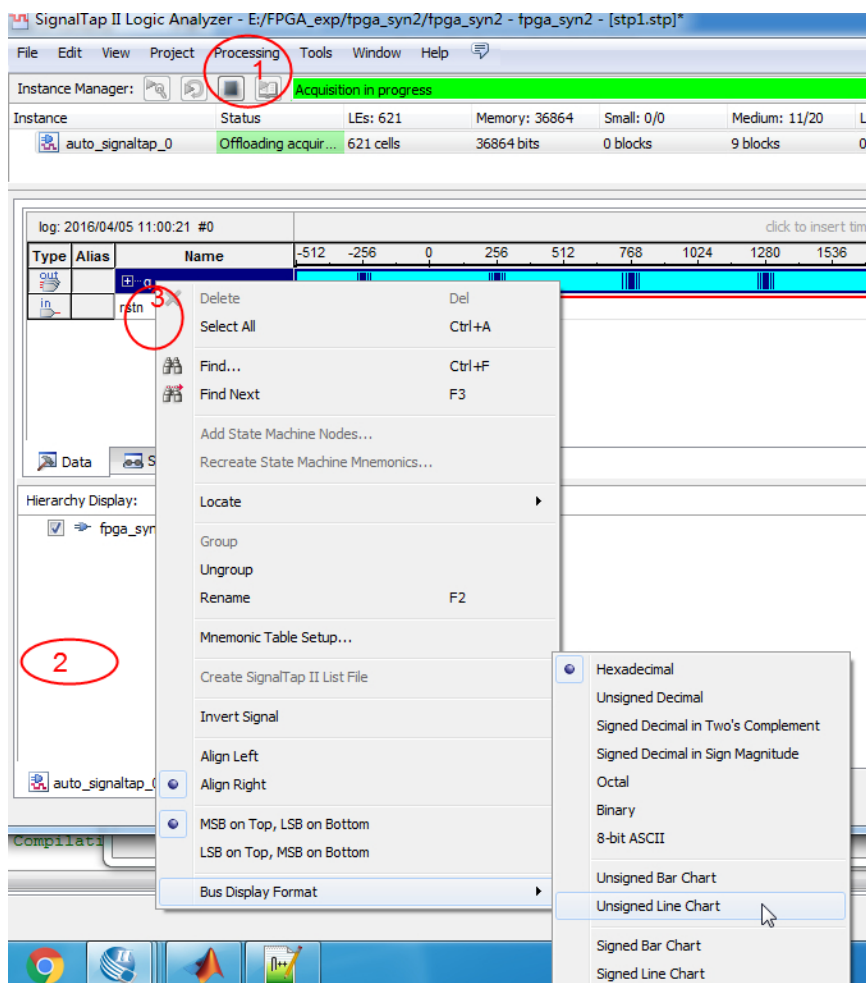 SignalTap II Logic Analyzer - E:/FPGA_exp/fpga_syn2/fpga_syn2 - fpga_syn2 - [stp1.stp]*
File Edit View Project Processing Tools Window Help
1
Instance Manager: Acquisition in progress
Instance Status LEs: 621 Memory: 36864 Small: 0/0 Medium: 11/20
auto_signaltap_0 Offloading acquir... 621 cells 36864 bits 0 blocks 9 blocks
log: 2016/04/05 11:00:21 #0 click to insert tim
Type Alias Name -512 -256 0 256 512 768 1024 1280 1536
out
in rstn
3
Delete Del
Select All Ctrl+A
Find... Ctrl+F
Find Next F3
Add State Machine Nodes...
Data S
Recreate State Machine Mnemonics...
Hierarchy Display:
Locate
fpga_syn
Group
Ungroup
Rename F2
Mnemonic Table Setup...
2
Create SignalTap II List File
Invert Signal
Align Left
auto_signaltap_
Align Right
MSB on Top, LSB on Bottom
Compilati
LSB on Top, MSB on Bottom
Bus Display Format
Hexadecimal
Unsigned Decimal
Signed Decimal in Two's Complement
Signed Decimal in Sign Magnitude
Octal
Binary
8-bit ASCII
Unsigned Bar Chart
Unsigned Line Chart
Signed Bar Chart
Signed Line Chart